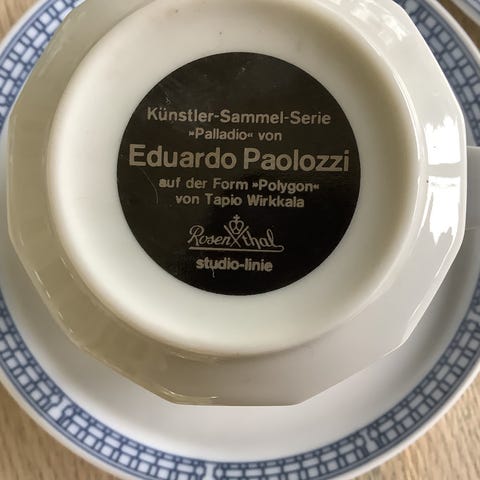 Künstler-Sammel-Serie
»Palladio« von
Eduardo Paolozzi
auf der Form »Polygon«
von Tapio Wirkkala
Rosenthal
studio-linie